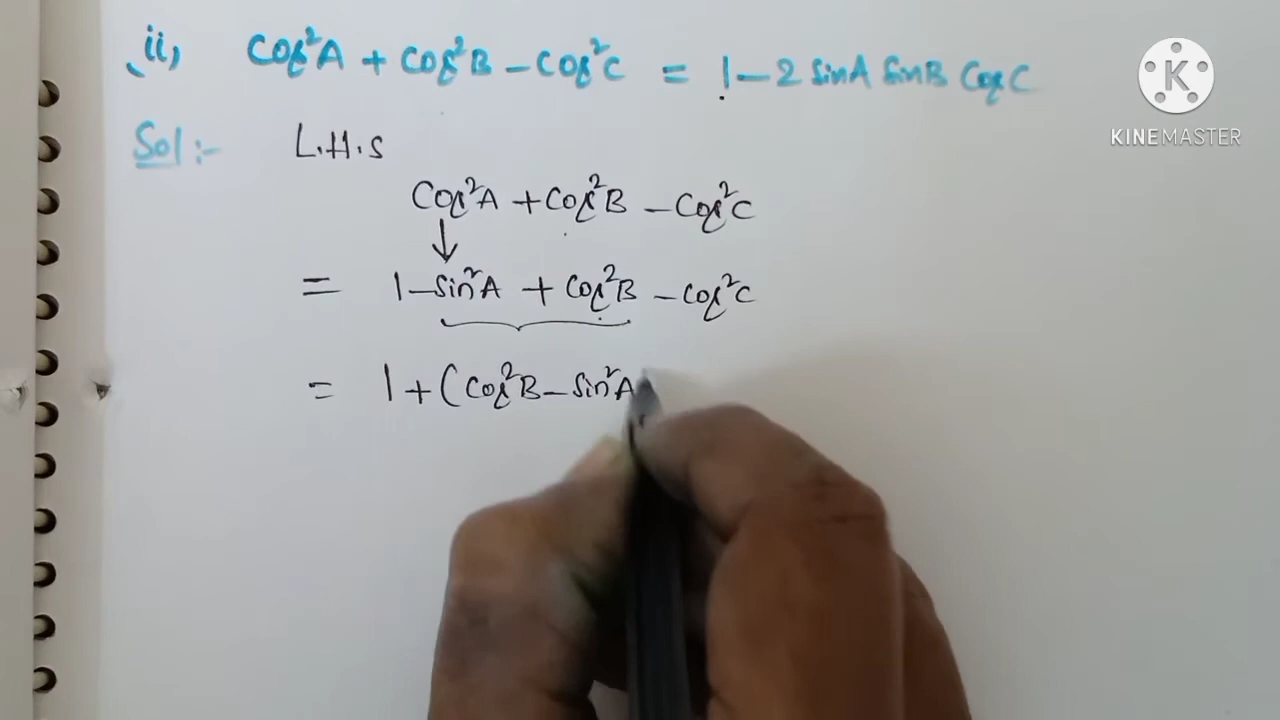 ii) Cos²A + Cos²B - Cos²C = 1 - 2 SinA SinB Cos C
Sol :- L.H.S
Cos²A + Cos²B - Cos²C
= 1 - Sin²A + Cos²B - Cos²C
= 1 + (Cos²B - Sin²A
K
KINEMASTER